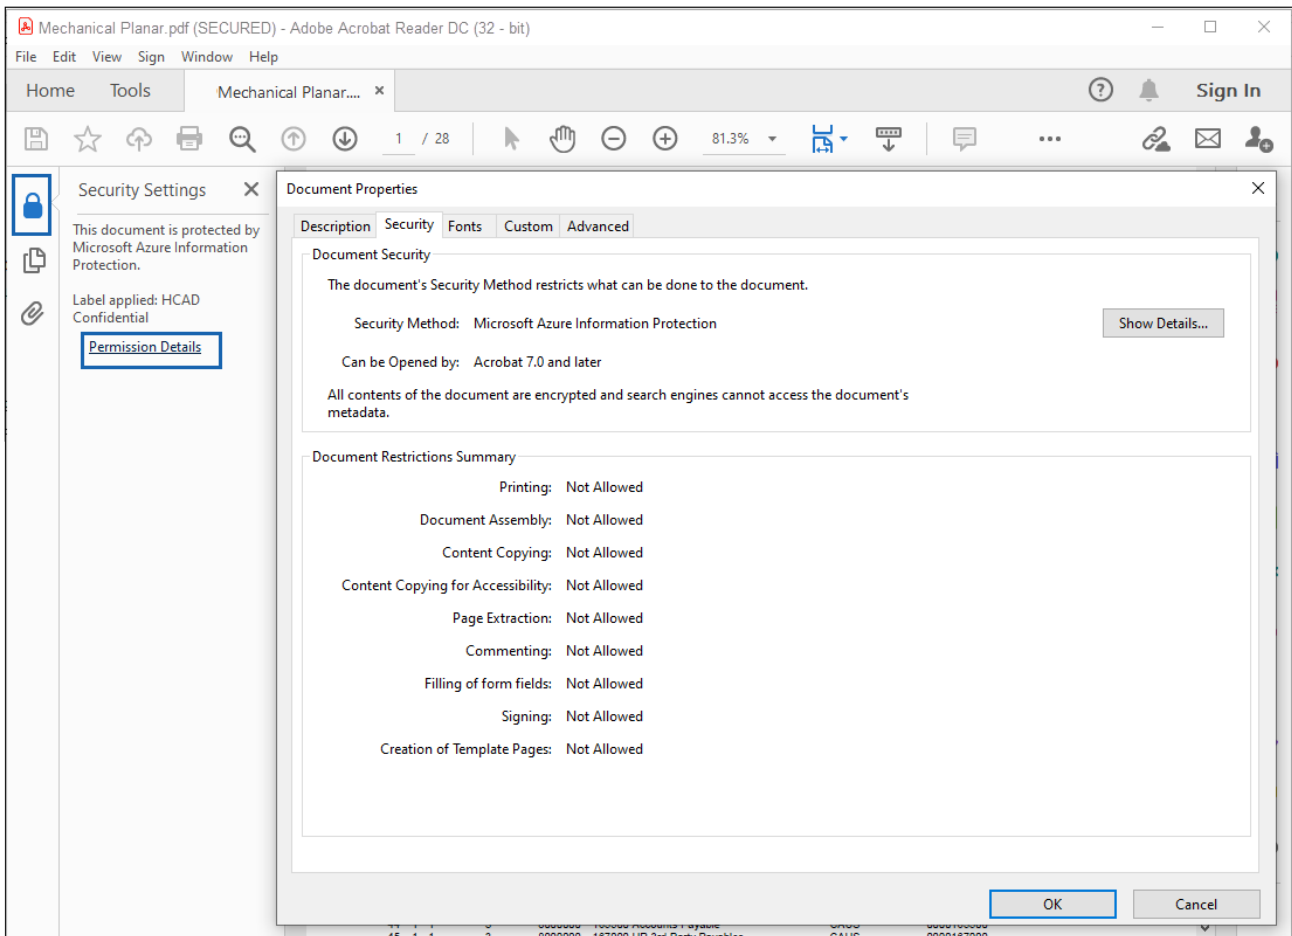 Mechanical Planar.pdf (SECURED) - Adobe Acrobat Reader DC (32 - bit)
File Edit View Sign Window Help
Home Tools Mechanical Planar.... × Sign In
1 / 28 81.3%
Security Settings
This document is protected by
Microsoft Azure Information
Protection.
Label applied: HCAD
Confidential
Permission Details
Document Properties
Description Security Fonts Custom Advanced
Document Security
The document's Security Method restricts what can be done to the document.
Security Method: Microsoft Azure Information Protection
Show Details...
Can be Opened by: Acrobat 7.0 and later
All contents of the document are encrypted and search engines cannot access the document's
metadata.
Document Restrictions Summary
Printing: Not Allowed
Document Assembly: Not Allowed
Content Copying: Not Allowed
Content Copying for Accessibility: Not Allowed
Page Extraction: Not Allowed
Commenting: Not Allowed
Filling of form fields: Not Allowed
Signing: Not Allowed
Creation of Template Pages: Not Allowed
OK Cancel